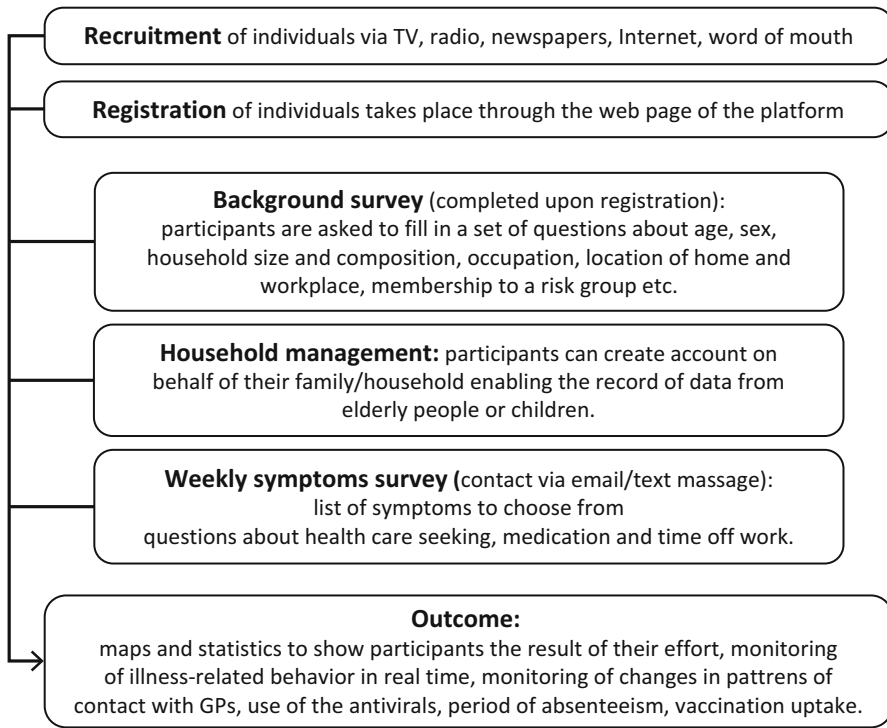 Recruitment of individuals via TV, radio, newspapers, Internet, word of mouth
Registration of individuals takes place through the web page of the platform
Background survey (completed upon registration):
participants are asked to fill in a set of questions about age, sex,
household size and composition, occupation, location of home and
workplace, membership to a risk group etc.
Household management: participants can create account on
behalf of their family/household enabling the record of data from
elderly people or children.
Weekly symptoms survey (contact via email/text massage):
list of symptoms to choose from
questions about health care seeking, medication and time off work.
Outcome:
maps and statistics to show participants the result of their effort, monitoring
of illness-related behavior in real time, monitoring of changes in pattrens of
contact with GPs, use of the antivirals, period of absenteeism, vaccination uptake.